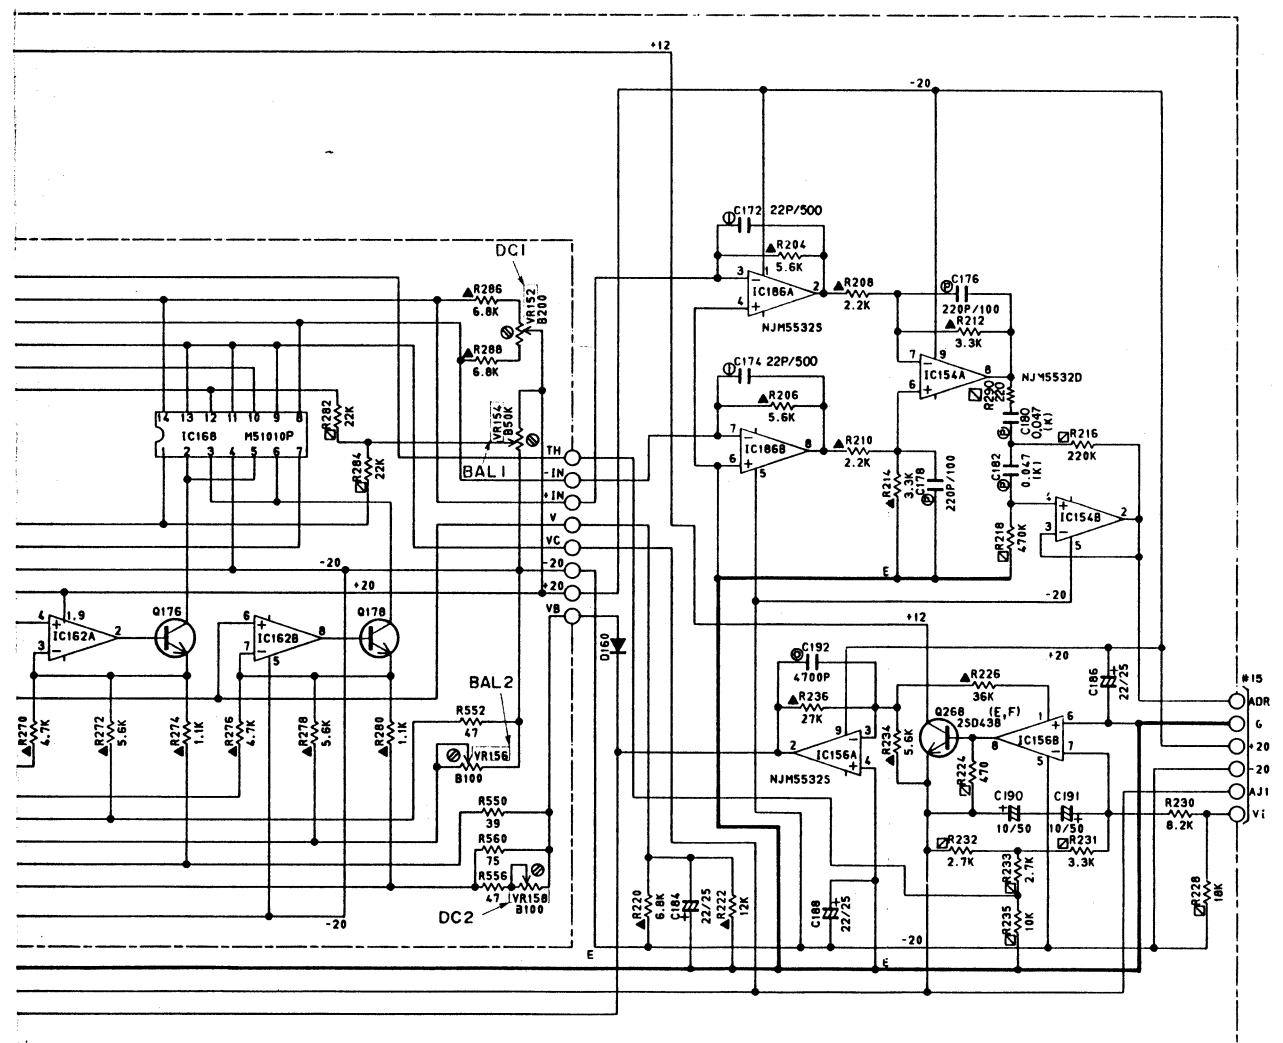 +12
-20
C172 22P/500
R204
5.6K
DC1
R286
6.8K
VR152
B200
R288
6.8K
3
1
IC186A
2
4
NJM5532S
R208
2.2K
C176
220P/100
R212
3.3K
7
9
IC154A
8
6
NJM5532D
R290
220
C180
0.047
(K)
R216
220K
C182
0.047
(K)
C174 22P/500
R206
5.6K
7
IC186B
8
6
5
R210
2.2K
R214
3.3K
C178
220P/100
R218
470K
4
IC154B
2
3
5
14 13 12 11 10 9 8
IC168 M51010P
1 2 3 4 5 6 7
R282
22K
R284
22K
VR154
B50K
BAL1
TH
-IN
+IN
V
VC
-20
+20
VB
-20
+20
E
-20
+12
4
1,9
IC162A
2
3
Q176
6
IC162B
8
7
5
Q178
D160
R270
4.7K
R272
5.6K
R274
1.1K
R276
4.7K
R278
5.6K
R280
1.1K
BAL2
R552
47
VR156
B100
R550
39
R560
75
R556
47
VR158
B100
DC2
-20
C192
4700P
R236
27K
9
3
2
IC156A
4
NJM5532S
R234
5.6K
+20
R226
36K
Q268
2SD438
(E,F)
1
6
8
IC156B
7
5
R224
470
C186
22/25
C190
10/50
C191
10/50
R232
2.7K
R231
3.3K
R233
2.7K
R235
10K
R230
8.2K
R228
18K
#15
ADR
G
+20
-20
AJ1
Vi
R220
6.8K
C184
22/25
R222
12K
C188
22/25
-20
E
E